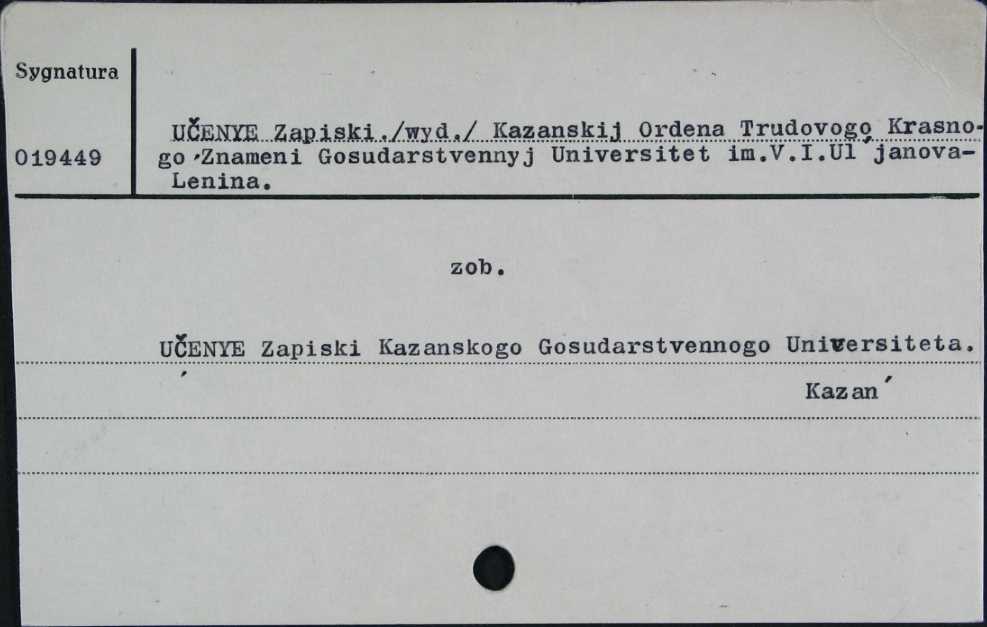 Sygnatura
UČENYE Zapiski./wyd./ Kazanskij Ordena Trudovogo Krasno-
019449 go Znameni Gosudarstvennyj Universitet im.V.I.Ul´janova-
Lenina.
zob.
UČENYE Zapiski Kazanskogo Gosudarstvennogo Universiteta.
Kazan´